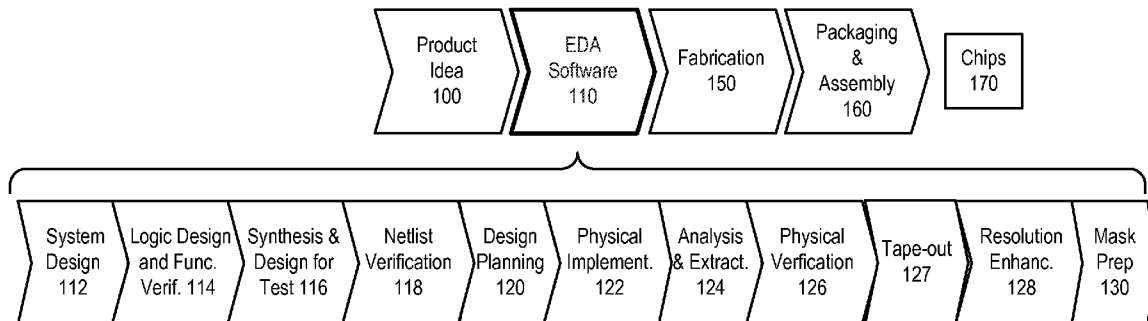 Product
Idea
100
EDA
Software
110
Fabrication
150
Packaging
&
Assembly
160
Chips
170
System
Design
112
Logic Design
and Func.
Verif. 114
Synthesis &
Design for
Test 116
Netlist
Verification
118
Design
Planning
120
Physical
Implement.
122
Analysis
& Extract.
124
Physical
Verfication
126
Tape-out
127
Resolution
Enhanc.
128
Mask
Prep
130